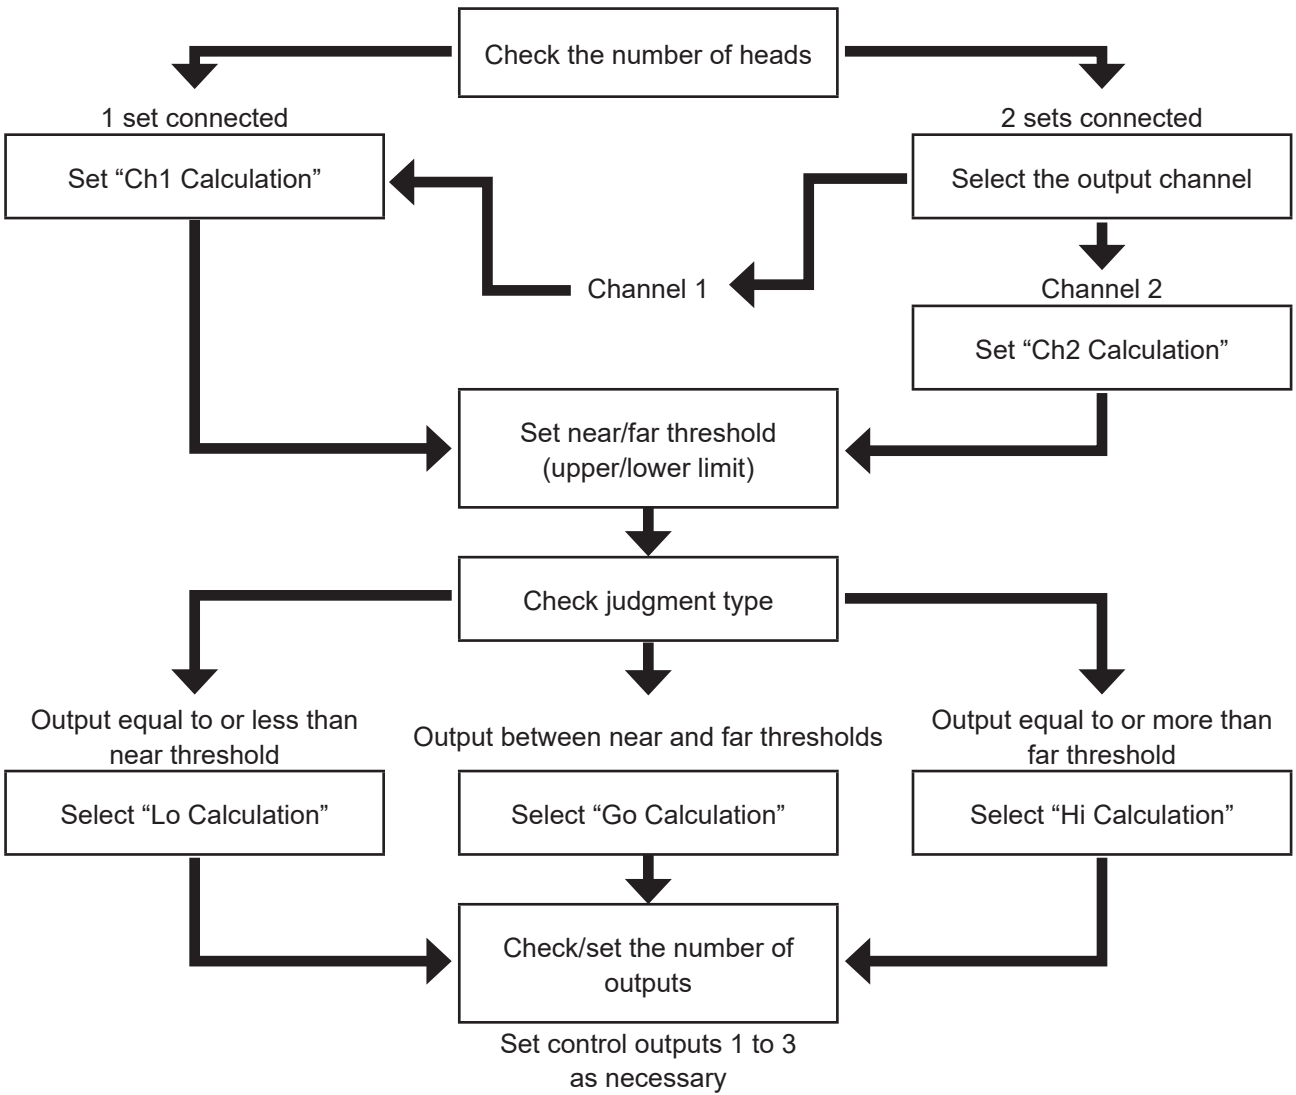 Check the number of heads
1 set connected
2 sets connected
Set “Ch1 Calculation”
Select the output channel
Channel 1
Channel 2
Set “Ch2 Calculation”
Set near/far threshold
(upper/lower limit)
Check judgment type
Output equal to or less than
near threshold
Output between near and far thresholds
Output equal to or more than
far threshold
Select “Lo Calculation”
Select “Go Calculation”
Select “Hi Calculation”
Check/set the number of
outputs
Set control outputs 1 to 3
as necessary